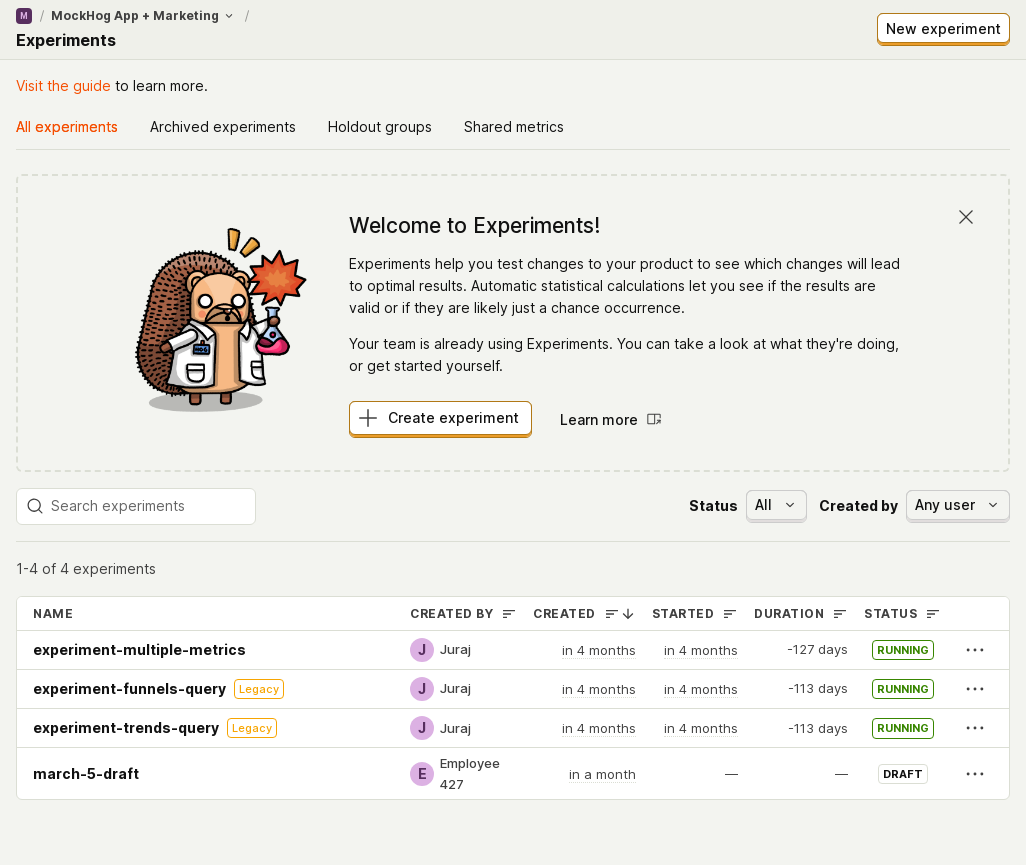 M / MockHog App + Marketing /
Experiments
New experiment
Visit the guide to learn more.
All experiments Archived experiments Holdout groups Shared metrics
Welcome to Experiments!
Experiments help you test changes to your product to see which changes will lead
to optimal results. Automatic statistical calculations let you see if the results are
valid or if they are likely just a chance occurrence.
Your team is already using Experiments. You can take a look at what they're doing,
or get started yourself.
Create experiment Learn more
Search experiments Status All Created by Any user
1-4 of 4 experiments
NAME CREATED BY CREATED STARTED DURATION STATUS
experiment-multiple-metrics J Juraj in 4 months in 4 months -127 days RUNNING
experiment-funnels-query Legacy J Juraj in 4 months in 4 months -113 days RUNNING
experiment-trends-query Legacy J Juraj in 4 months in 4 months -113 days RUNNING
march-5-draft E Employee 427 in a month — — DRAFT